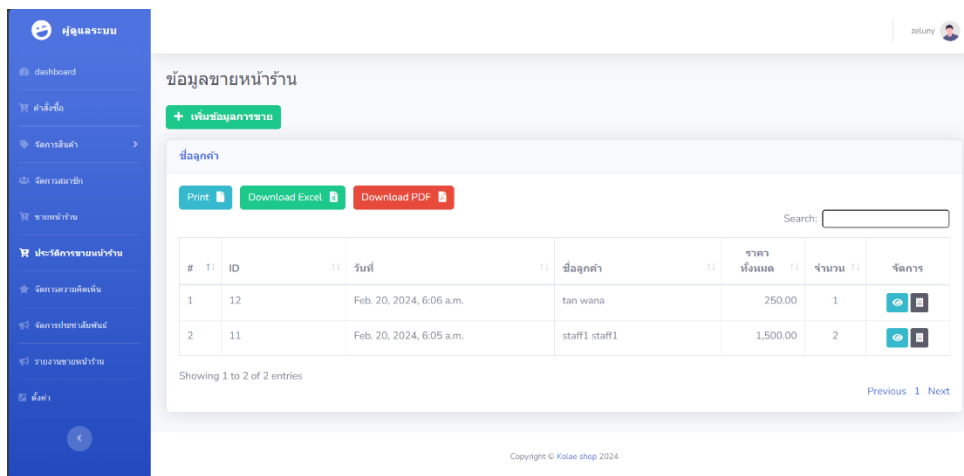 ผู้ดูแลระบบ
zeluny
dashboard
คำสั่งซื้อ
จัดการสินค้า
จัดการสมาชิก
ขายหน้าร้าน
ประวัติการขายหน้าร้าน
จัดการความคิดเห็น
จัดการประชาสัมพันธ์
รายงานขายหน้าร้าน
ตั้งค่า
ข้อมูลขายหน้าร้าน
+ เพิ่มข้อมูลการขาย
ชื่อลูกค้า
Print Download Excel Download PDF
Search:
# ID วันที่ ชื่อลูกค้า ราคาทั้งหมด จำนวน จัดการ
1 12 Feb. 20, 2024, 6:06 a.m. tan wana 250.00 1
2 11 Feb. 20, 2024, 6:05 a.m. staff1 staff1 1,500.00 2
Showing 1 to 2 of 2 entries
Previous 1 Next
Copyright © Kolae shop 2024